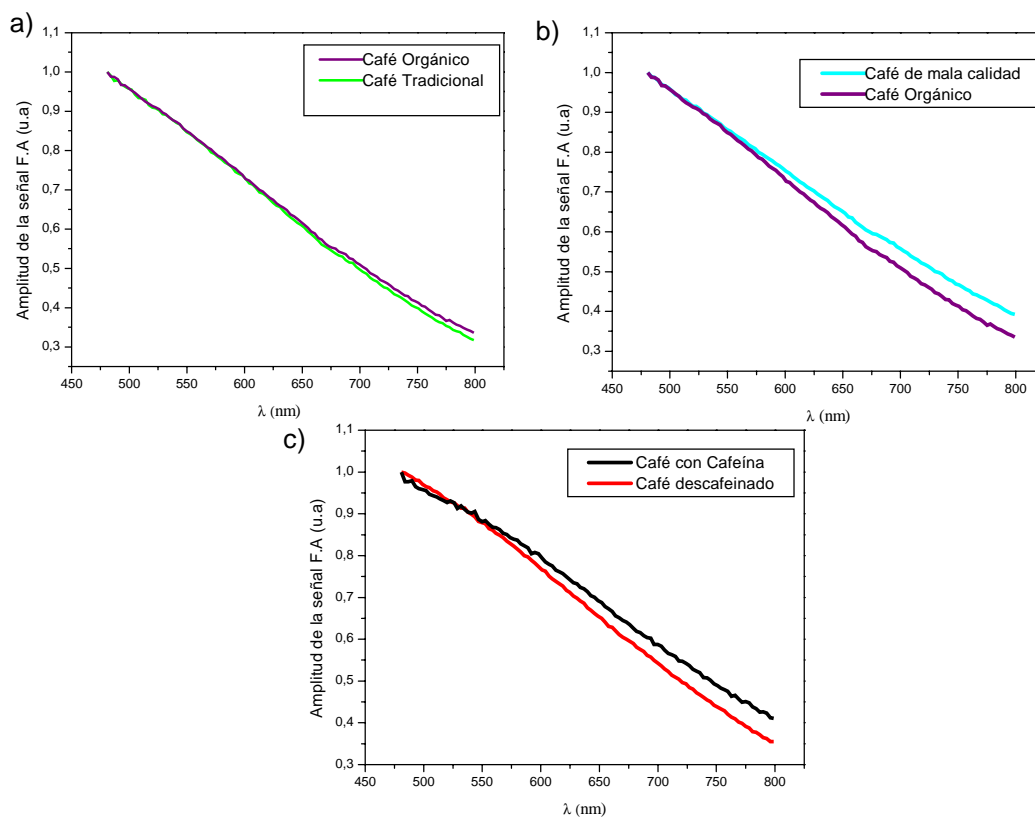 a)
Café Orgánico
Café Tradicional
Amplitud de la señal F.A (u.a)
1,1
1,0
0,9
0,8
0,7
0,6
0,5
0,4
0,3
450 500 550 600 650 700 750 800
λ (nm)
b)
Café de mala calidad
Café Orgánico
Amplitud de la señal F.A (u.a)
1,1
1,0
0,9
0,8
0,7
0,6
0,5
0,4
0,3
450 500 550 600 650 700 750 800
λ (nm)
c)
Café con Cafeína
Café descafeinado
Amplitud de la señal F.A (u.a)
1,1
1,0
0,9
0,8
0,7
0,6
0,5
0,4
0,3
450 500 550 600 650 700 750 800
λ (nm)